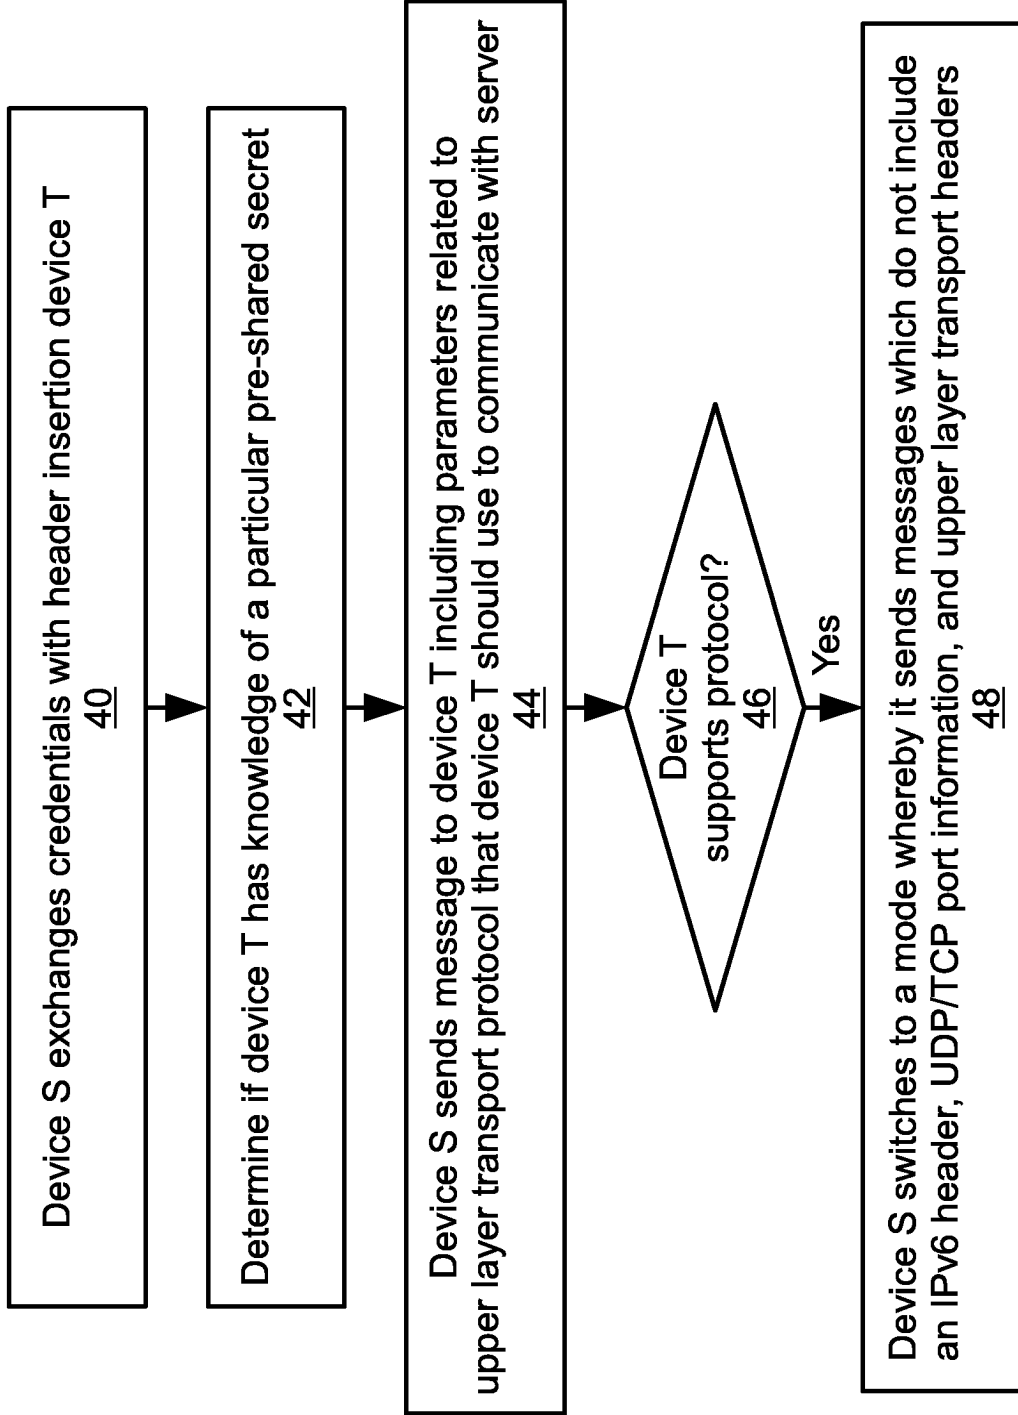 Device S exchanges credentials with header insertion device T
40
Determine if device T has knowledge of a particular pre-shared secret
42
Device S sends message to device T including parameters related to
upper layer transport protocol that device T should use to communicate with server
44
Device T
supports protocol?
46
Yes
Device S switches to a mode whereby it sends messages which do not include
an IPv6 header, UDP/TCP port information, and upper layer transport headers
48